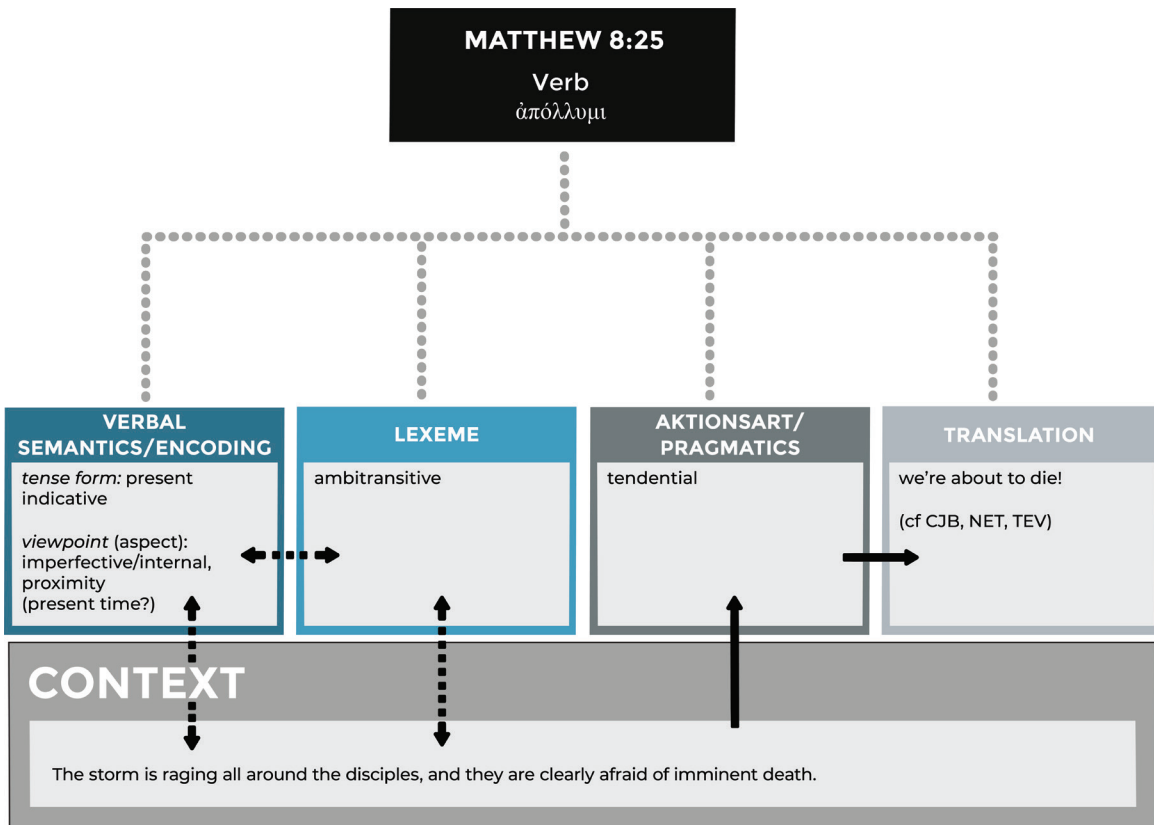 MATTHEW 8:25
Verb
ἀπόλλυμι
VERBAL
SEMANTICS/ENCODING
tense form: present
indicative
viewpoint (aspect):
imperfective/internal,
proximity
(present time?)
LEXEME
ambitransitive
AKTIONSART/
PRAGMATICS
tendential
TRANSLATION
we’re about to die!
(cf CJB, NET, TEV)
CONTEXT
The storm is raging all around the disciples, and they are clearly afraid of imminent death.